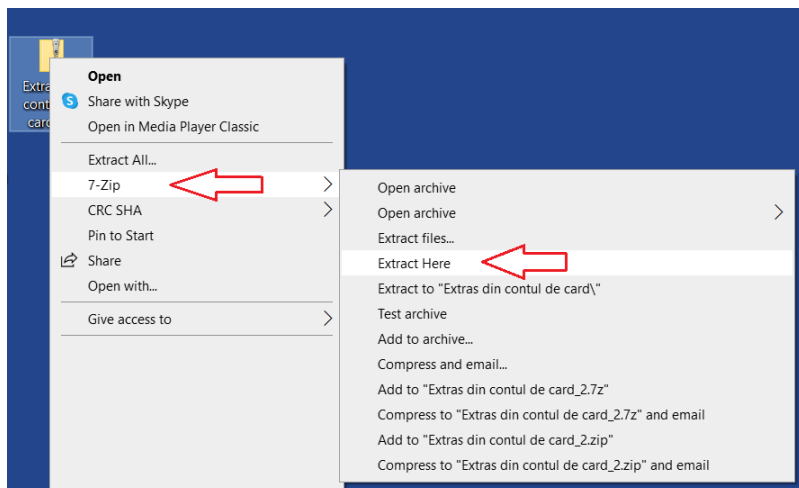 Extra
cont
card
Open
Share with Skype
Open in Media Player Classic
Extract All...
7-Zip
CRC SHA
Pin to Start
Share
Open with...
Give access to
Open archive
Open archive
Extract files...
Extract Here
Extract to "Extras din contul de card\"
Test archive
Add to archive...
Compress and email...
Add to "Extras din contul de card_2.7z"
Compress to "Extras din contul de card_2.7z" and email
Add to "Extras din contul de card_2.zip"
Compress to "Extras din contul de card_2.zip" and email